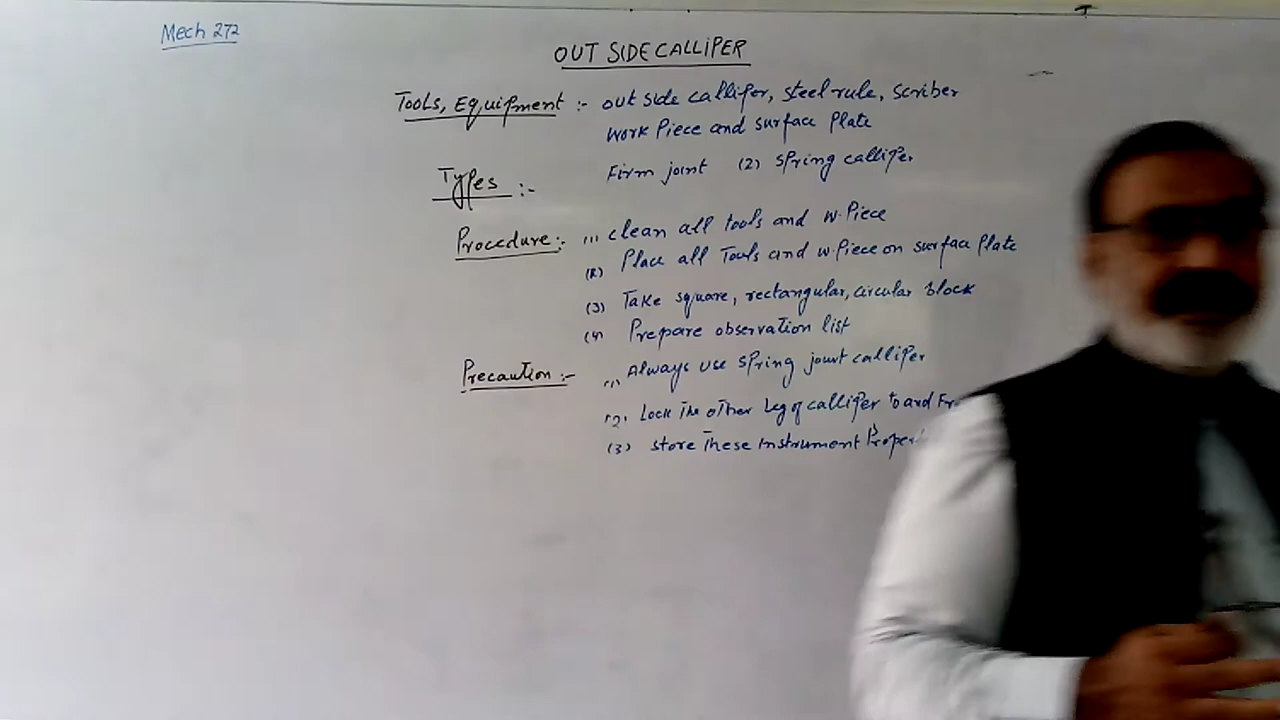 Mech 272
OUT SIDE CALLIPER
Tools, Equipment :- out side calliper, steel rule, scriber
work Piece and surface Plate
Types :- Firm joint (2) spring calliper
Procedure :- (1) clean all tools and w.Piece
(2) Place all Tools and w.Piece on surface Plate
(3) Take square, rectangular, circular block
(4) Prepare observation list
Precaution :- (1) Always use spring joint calliper
(2) Lock The other Leg of calliper to and
(3) store These instrument